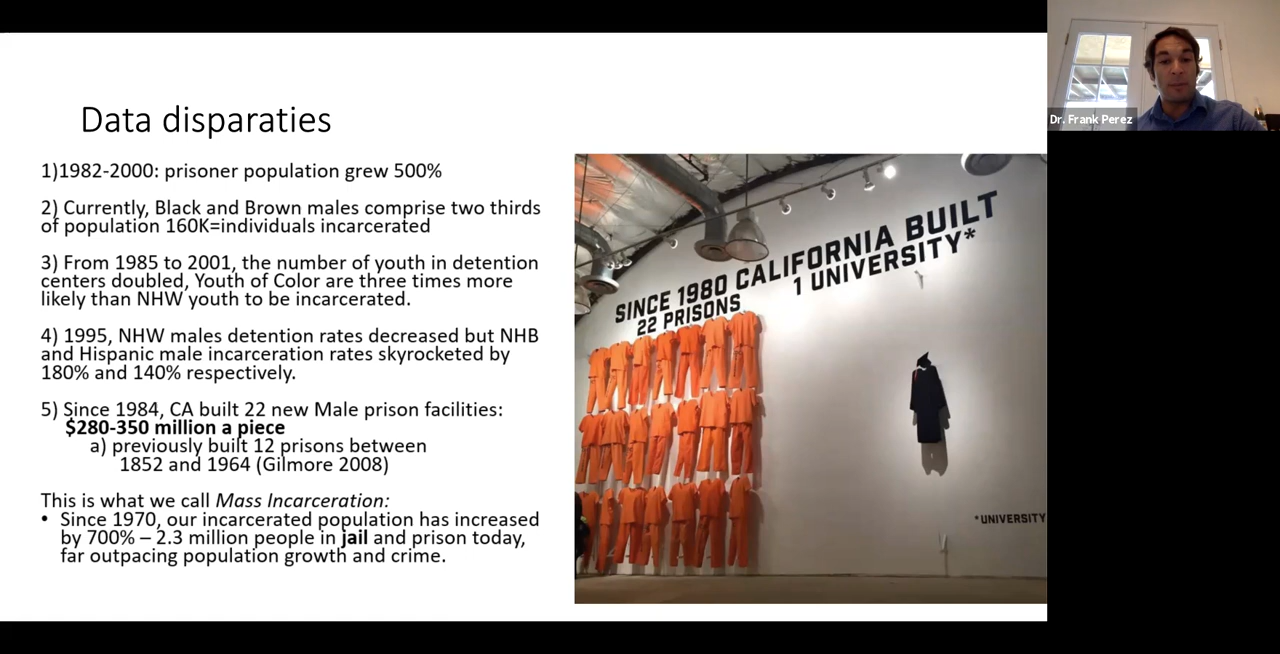 Data disparaties
1)1982-2000: prisoner population grew 500%
2) Currently, Black and Brown males comprise two thirds
of population 160K=individuals incarcerated
3) From 1985 to 2001, the number of youth in detention
centers doubled, Youth of Color are three times more
likely than NHW youth to be incarcerated.
4) 1995, NHW males detention rates decreased but NHB
and Hispanic male incarceration rates skyrocketed by
180% and 140% respectively.
5) Since 1984, CA built 22 new Male prison facilities:
$280-350 million a piece
a) previously built 12 prisons between
1852 and 1964 (Gilmore 2008)
This is what we call Mass Incarceration:
• Since 1970, our incarcerated population has increased
by 700% – 2.3 million people in jail and prison today,
far outpacing population growth and crime.
SINCE 1980 CALIFORNIA BUILT
22 PRISONS 1 UNIVERSITY*
*UNIVERSITY
Dr. Frank Perez